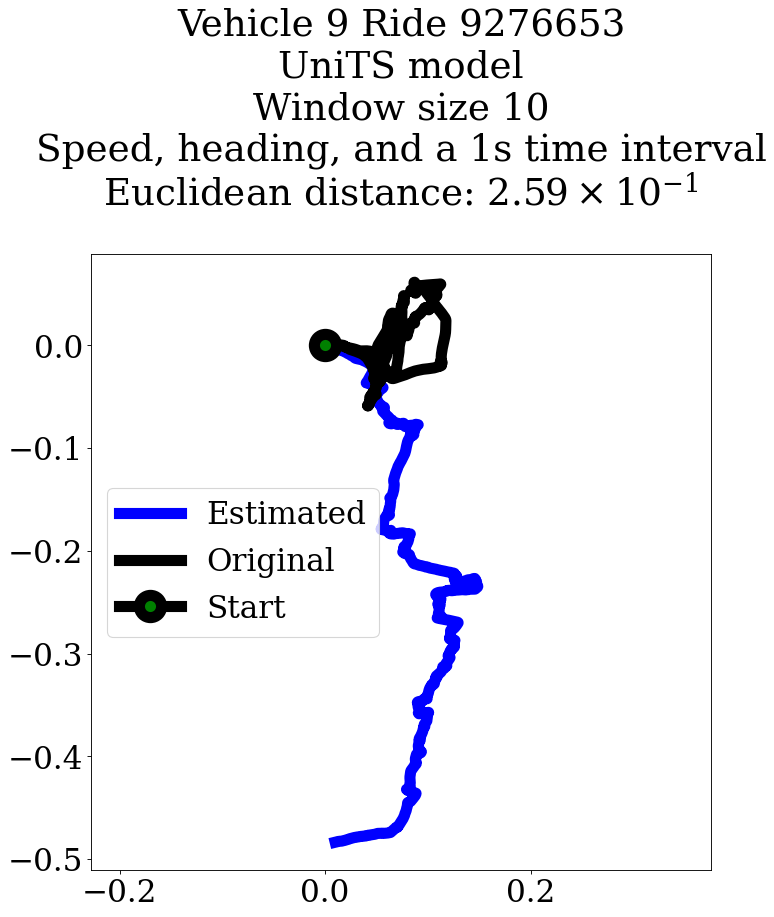 Vehicle 9 Ride 9276653
UniTS model
Window size 10
Speed, heading, and a 1s time interval
Euclidean distance: 2.59 × 10⁻¹
0.0
−0.1
−0.2
−0.3
−0.4
−0.5
Estimated
Original
Start
−0.2
0.0
0.2